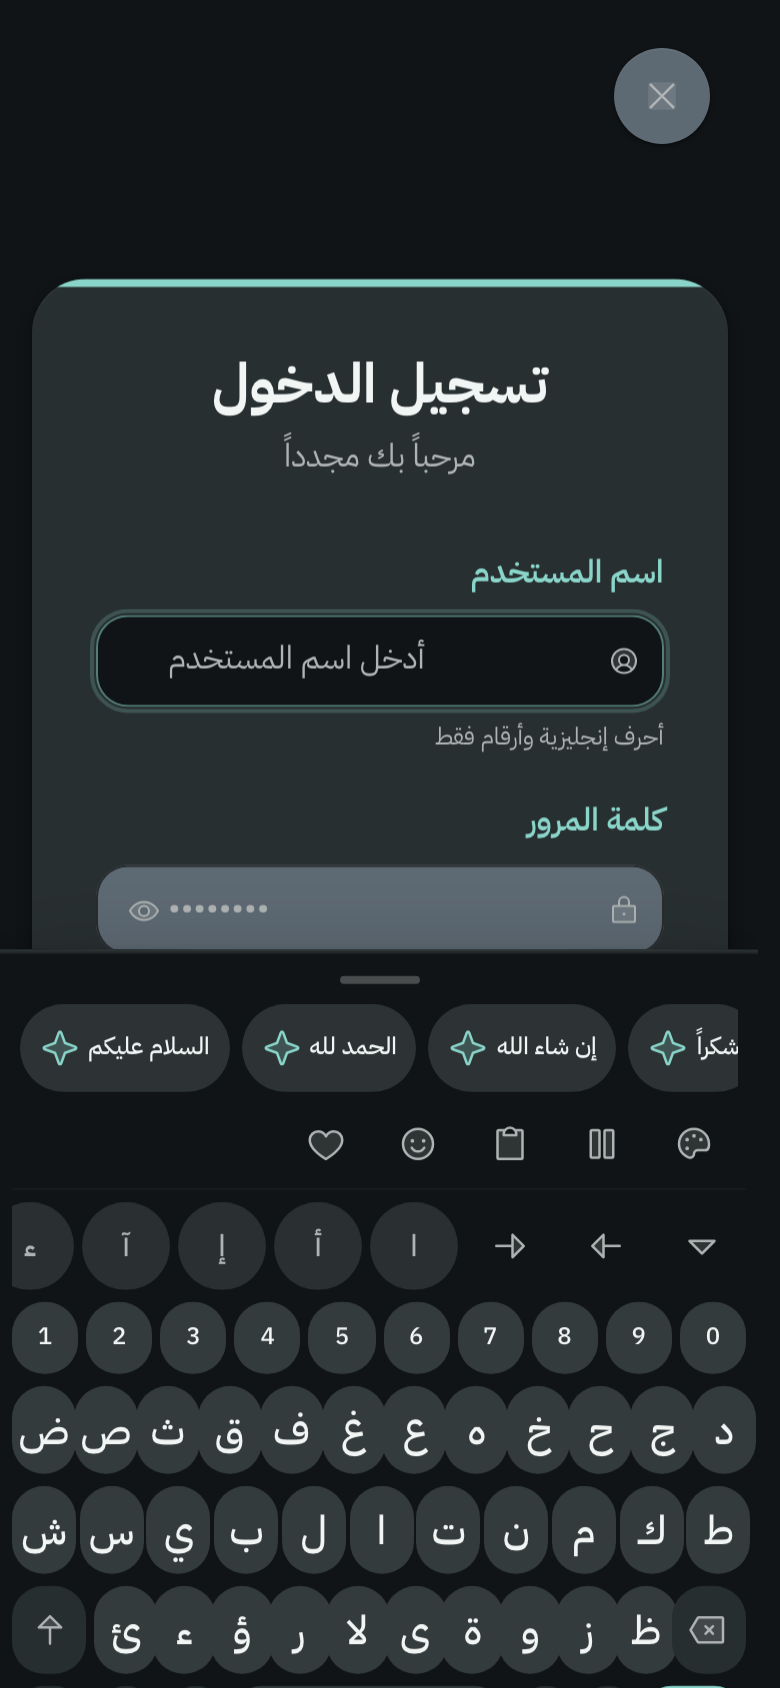 تسجيل الدخول
مرحباً بك مجدداً
اسم المستخدم
أدخل اسم المستخدم
أحرف إنجليزية وأرقام فقط
كلمة المرور
••••••••
السلام عليكم الحمد لله إن شاء الله شكراً
ء آ إ أ ا
1 2 3 4 5 6 7 8 9 0
ض ص ث ق ف غ ع ه خ ح ج د
ش س ي ب ل ا ت ن م ك ط
ئ ء ؤ ر لا ى ة و ز ظ